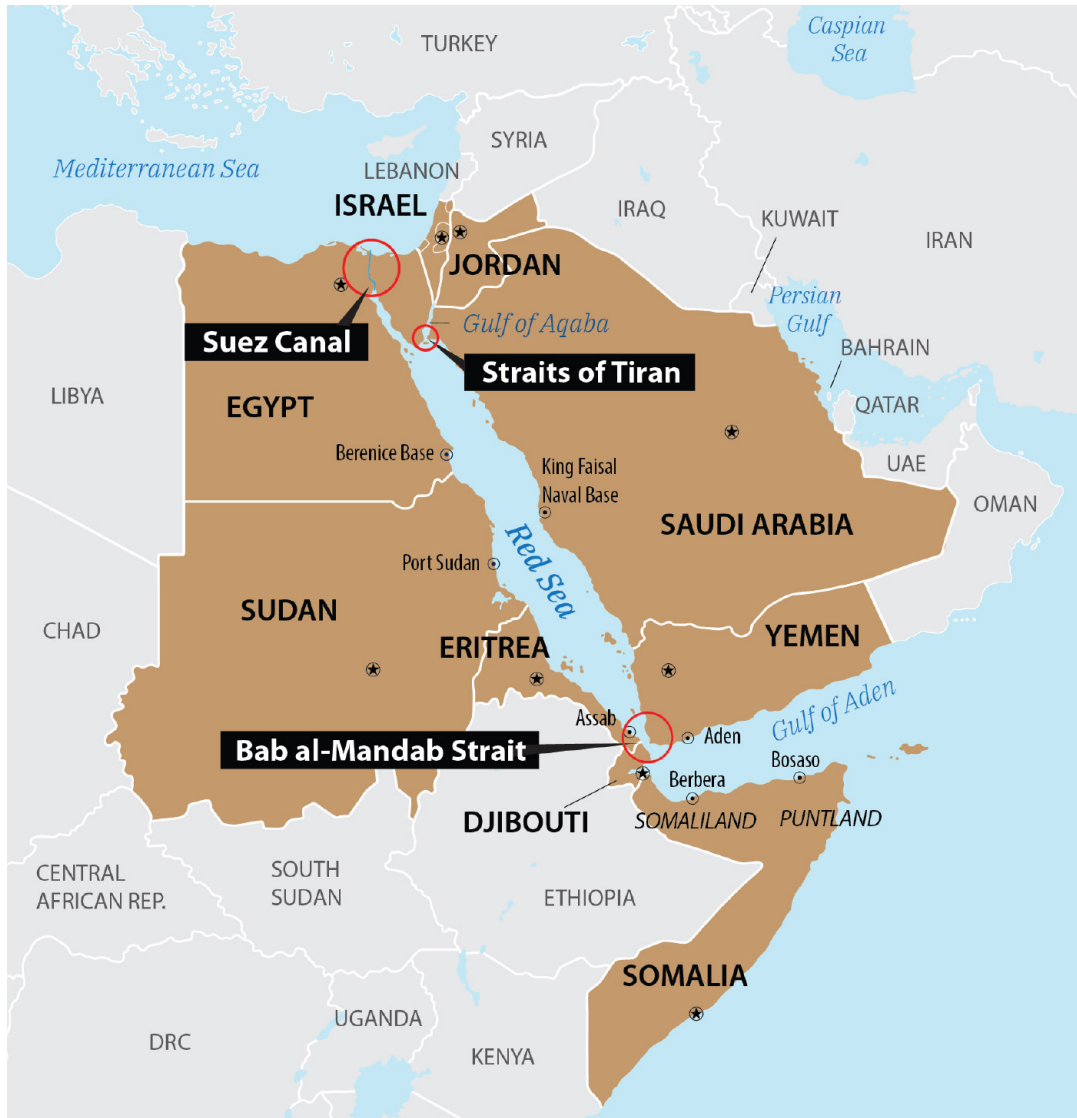 Caspian
Sea
TURKEY
SYRIA
Mediterranean Sea
LEBANON
ISRAEL
IRAQ
KUWAIT
IRAN
JORDAN
Persian
Gulf
Suez Canal
Gulf of Aqaba
BAHRAIN
Straits of Tiran
LIBYA
EGYPT
QATAR
Berenice Base
King Faisal
Naval Base
UAE
OMAN
SAUDI ARABIA
Red Sea
Port Sudan
SUDAN
CHAD
ERITREA
YEMEN
Assab
Aden
Gulf of Aden
Bab al-Mandab Strait
Berbera
Bosaso
DJIBOUTI
SOMALILAND
PUNTLAND
CENTRAL
AFRICAN REP.
SOUTH
SUDAN
ETHIOPIA
SOMALIA
UGANDA
DRC
KENYA